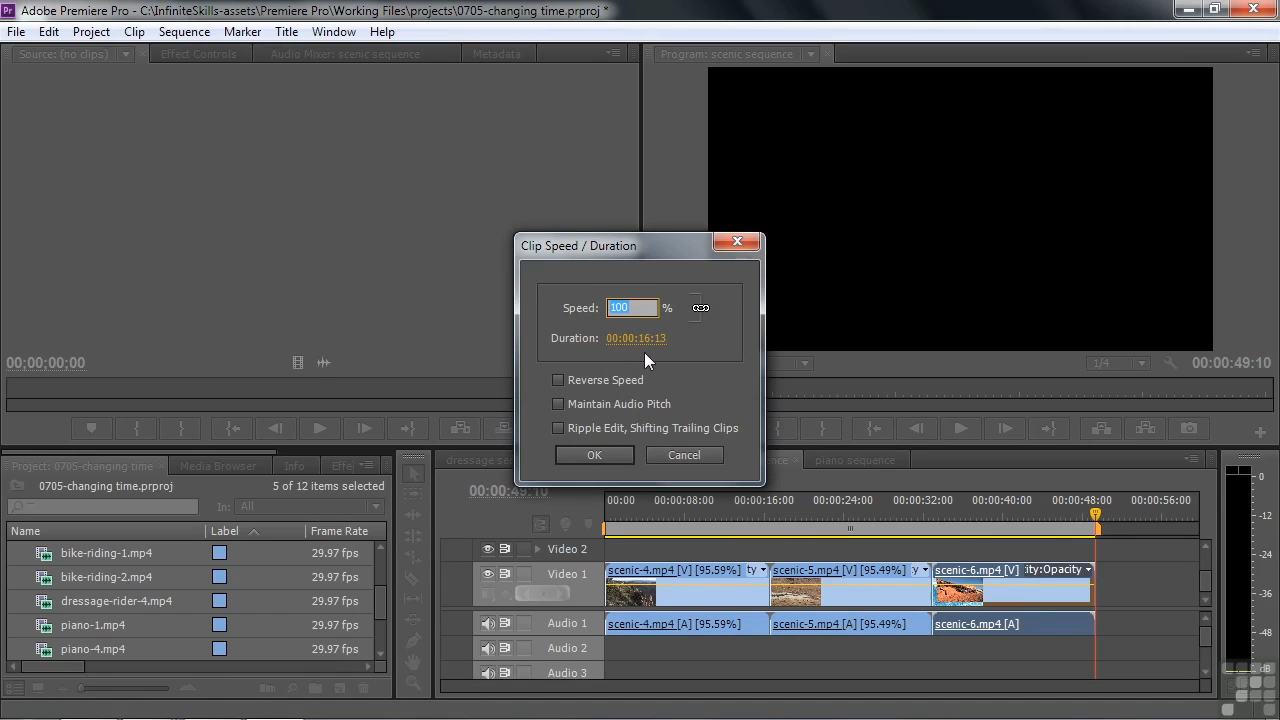 Adobe Premiere Pro - C:\InfiniteSkills-assets\Premiere Pro\Working Files\projects\0705-changing time.prproj *
File Edit Project Clip Sequence Marker Title Window Help
Source: (no clips) Effect Controls Audio Mixer: scenic sequence Metadata Program: scenic sequence
Clip Speed / Duration
Speed: 100 %
Duration: 00:00:16:13
Reverse Speed
Maintain Audio Pitch
Ripple Edit, Shifting Trailing Clips
OK Cancel
00;00;00;00 1/4 00:00:49:10
Project: 0705-changing time Media Browser Info Effe piano sequence
0705-changing time.prproj 5 of 12 items selected
In: All
Name Label Frame Rate
bike-riding-1.mp4 29.97 fps
bike-riding-2.mp4 29.97 fps
dressage-rider-4.mp4 29.97 fps
piano-1.mp4 29.97 fps
piano-4.mp4 29.97 fps
00:00:49:10
00:00 00:00:08:00 00:00:16:00 00:00:24:00 00:00:32:00 00:00:40:00 00:00:48:00 00:00:56:00
Video 2
Video 1 scenic-4.mp4 [V] [95.59%] ty scenic-5.mp4 [V] [95.49%] y scenic-6.mp4 [V] ity:Opacity
Audio 1 scenic-4.mp4 [A] [95.59%] scenic-5.mp4 [A] [95.49%] scenic-6.mp4 [A]
Audio 2
Audio 3
0
-12
-24
-36
-48
dB